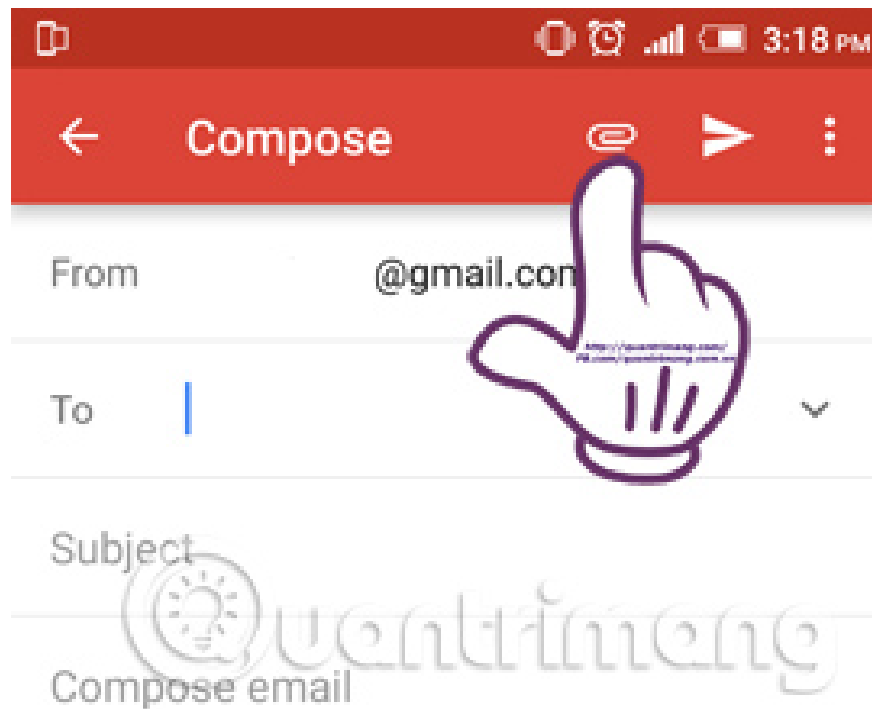 3:18 PM
Compose
From @gmail.com
To
Subject
Quantrimang
Compose email